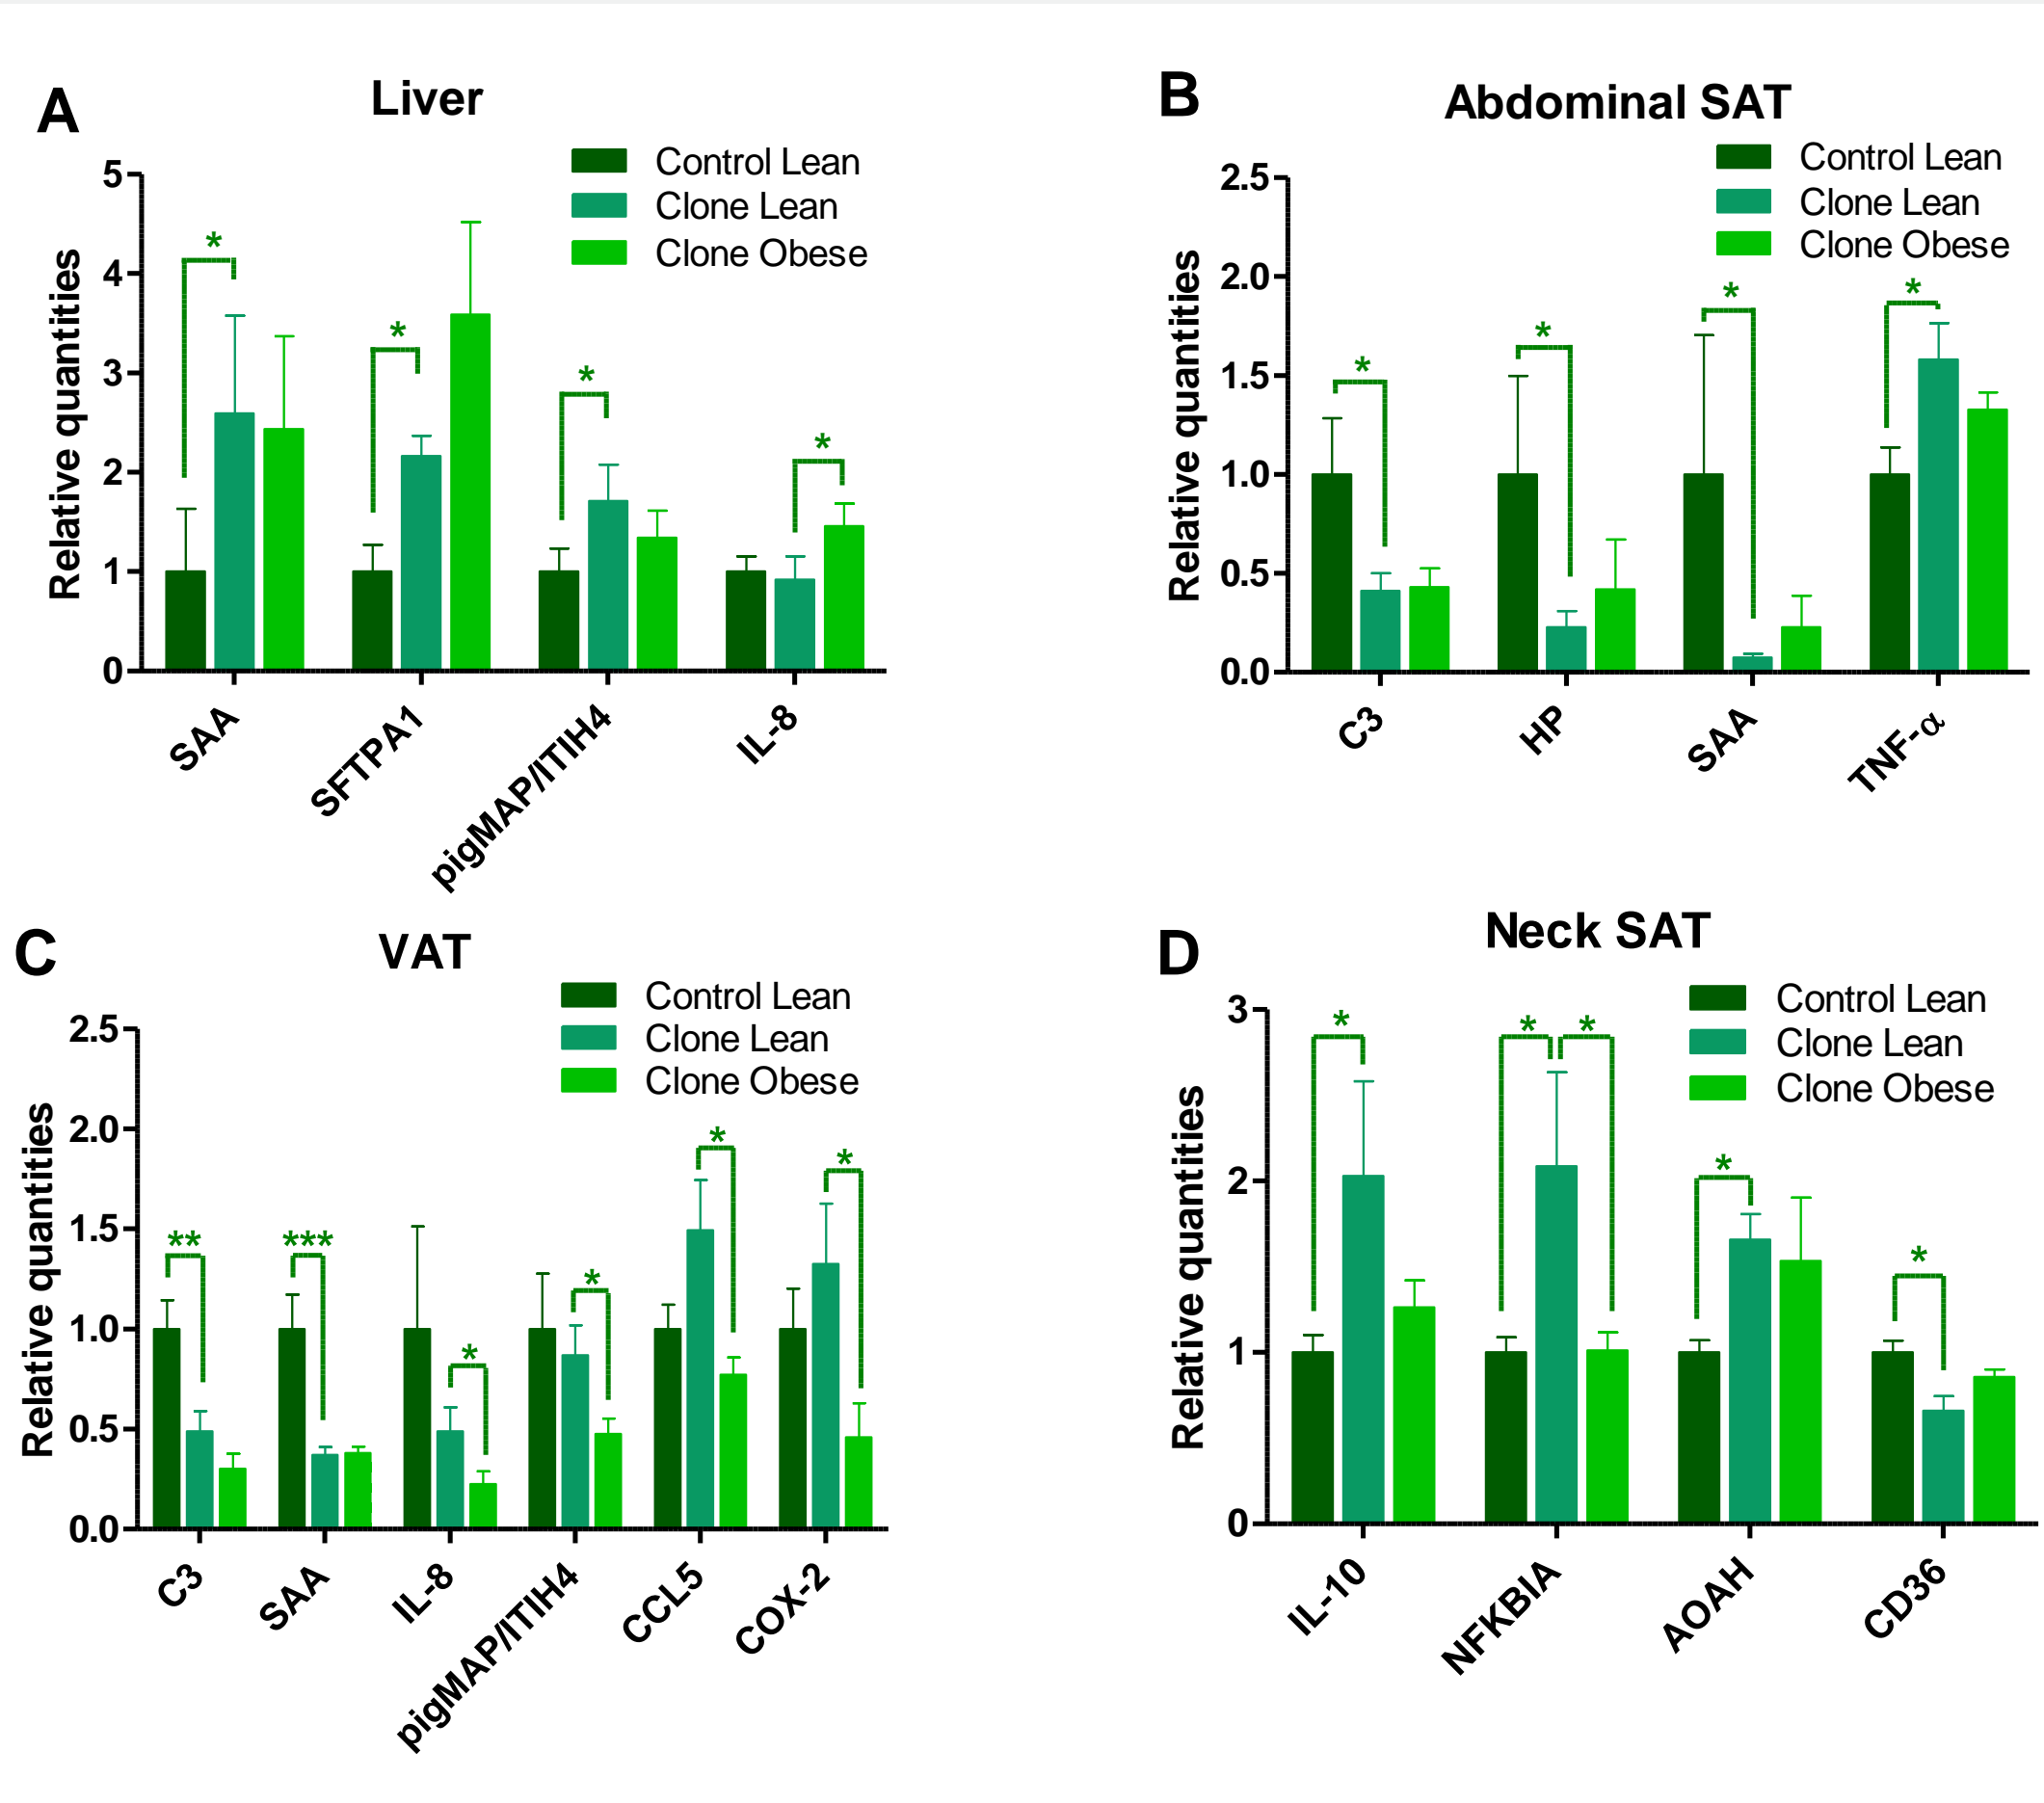 A
Liver
Control Lean
Clone Lean
Clone Obese
Relative quantities
5
4
3
2
1
0
*
*
*
*
SAA
SFTPA1
pigMAP/ITIH4
IL-8
B
Abdominal SAT
Control Lean
Clone Lean
Clone Obese
Relative quantities
2.5
2.0
1.5
1.0
0.5
0.0
*
*
*
*
C3
HP
SAA
TNF-α
C
VAT
Control Lean
Clone Lean
Clone Obese
Relative quantities
2.5
2.0
1.5
1.0
0.5
0.0
**
***
*
*
*
*
C3
SAA
IL-8
pigMAP/ITIH4
CCL5
COX-2
D
Neck SAT
Control Lean
Clone Lean
Clone Obese
Relative quantities
3
2
1
0
*
*
*
*
*
IL-10
NFKBIA
AOAH
CD36